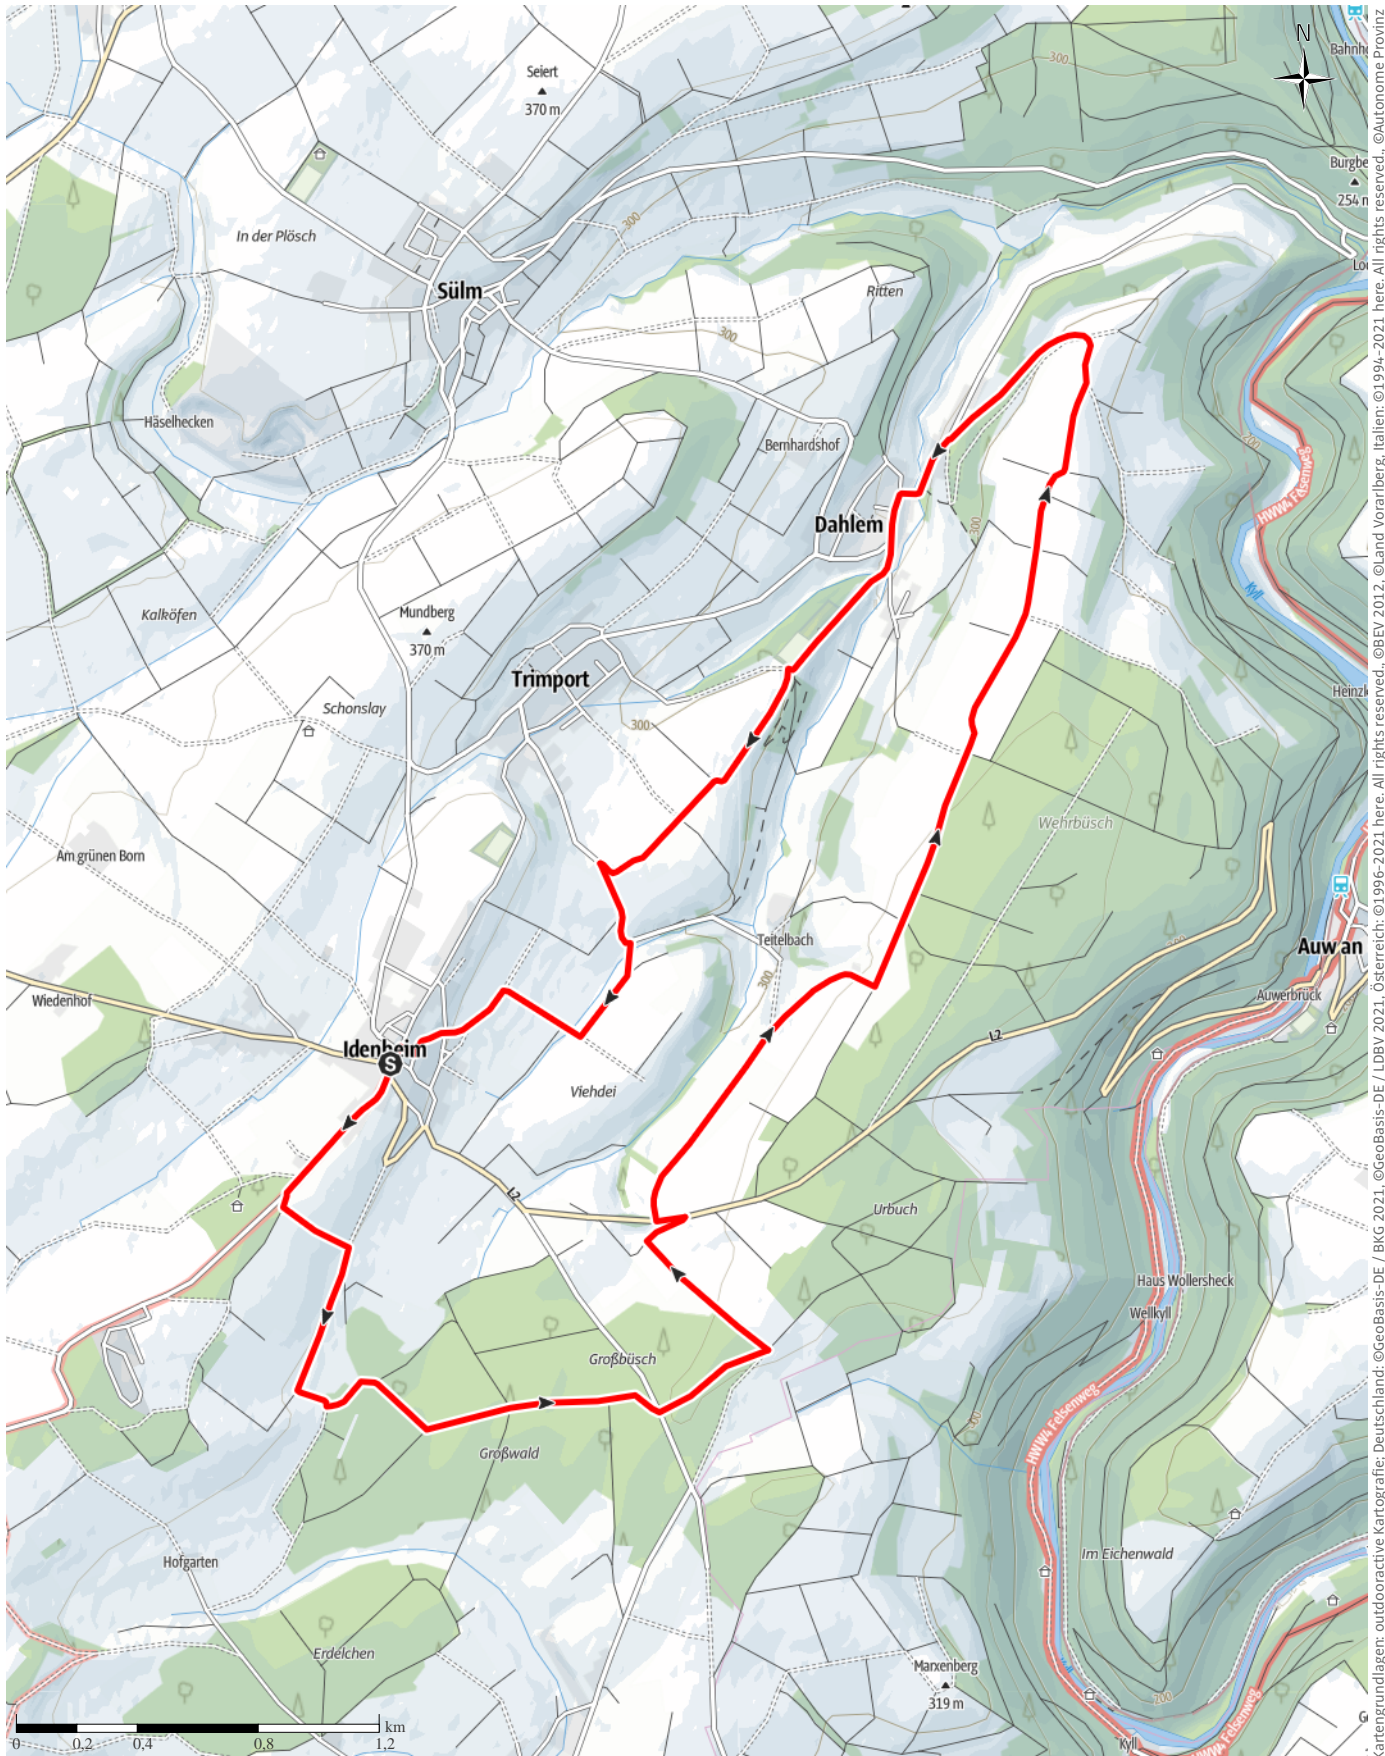 N
Bahnh
Seiert
370 m
300
Burgbe
254 m
In der Plösch
300
Sülm
Ritten
300
Häselhecken
Bernhardshof
200
HWW4 Felsenweg
Dahlem
300
Kyll
Kalköfen
Mundberg
370 m
Trimport
Heinzk
Schonslay
300
Wehrbüsch
Am grünen Born
Teitelbach
Auw an
300
Wiedenhof
Auwerbrück
L2
Idenheim
S
Viehdei
L2
Urbuch
Haus Wollersheck
Wellkyll
Großbüsch
HWW4 Felsenweg
300
Großwald
Im Eichenwald
Hofgarten
Erdelchen
Marxenberg
319 m
200
HWW4 Felsenweg
Kyll
km
0 0,2 0,4 0,8 1,2
artengrundlagen: outdooractive Kartografie; Deutschland: ©GeoBasis-DE / BKG 2021, ©GeoBasis-DE / LDBV 2021, Österreich: ©1996-2021 here. All rights reserved., ©BEV 2012, ©Land Vorarlberg, Italien: ©1994-2021 here. All rights reserved., ©Autonome Provinz